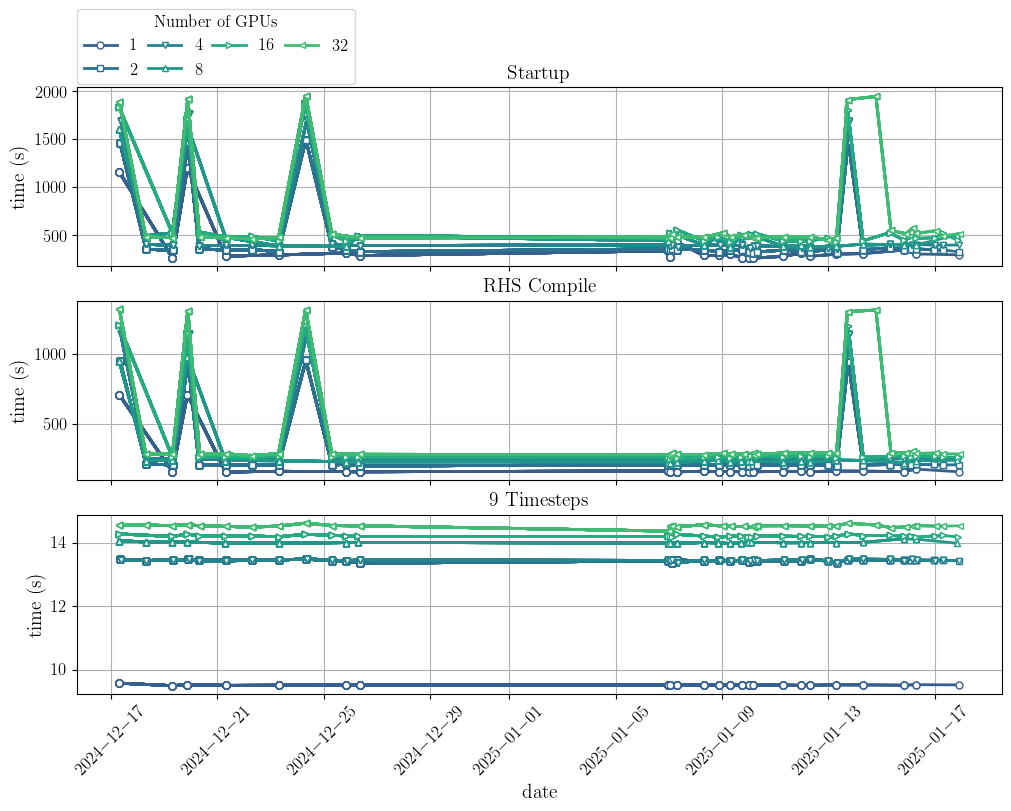 Number of GPUs
1 4 16 32
2 8
Startup
2000
1500
1000
500
time (s)
RHS Compile
1000
500
time (s)
9 Timesteps
14
12
10
time (s)
2024−12−17 2024−12−21 2024−12−25 2024−12−29 2025−01−01 2025−01−05 2025−01−09 2025−01−13 2025−01−17
date